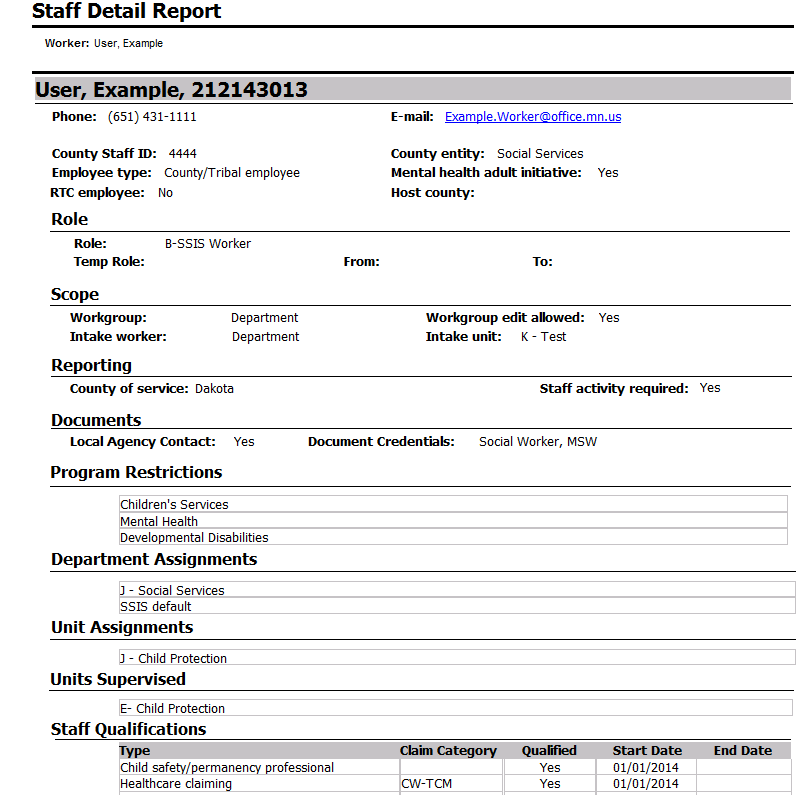 Staff Detail Report
Worker: User, Example
User, Example, 212143013
Phone: (651) 431-1111 E-mail: Example.Worker@office.mn.us
County Staff ID: 4444 County entity: Social Services
Employee type: County/Tribal employee Mental health adult initiative: Yes
RTC employee: No Host county:
Role
Role: B-SSIS Worker
Temp Role: From: To:
Scope
Workgroup: Department Workgroup edit allowed: Yes
Intake worker: Department Intake unit: K - Test
Reporting
County of service: Dakota Staff activity required: Yes
Documents
Local Agency Contact: Yes Document Credentials: Social Worker, MSW
Program Restrictions
Children's Services
Mental Health
Developmental Disabilities
Department Assignments
J - Social Services
SSIS default
Unit Assignments
J - Child Protection
Units Supervised
E- Child Protection
Staff Qualifications
Type Claim Category Qualified Start Date End Date
Child safety/permanency professional Yes 01/01/2014
Healthcare claiming CW-TCM Yes 01/01/2014